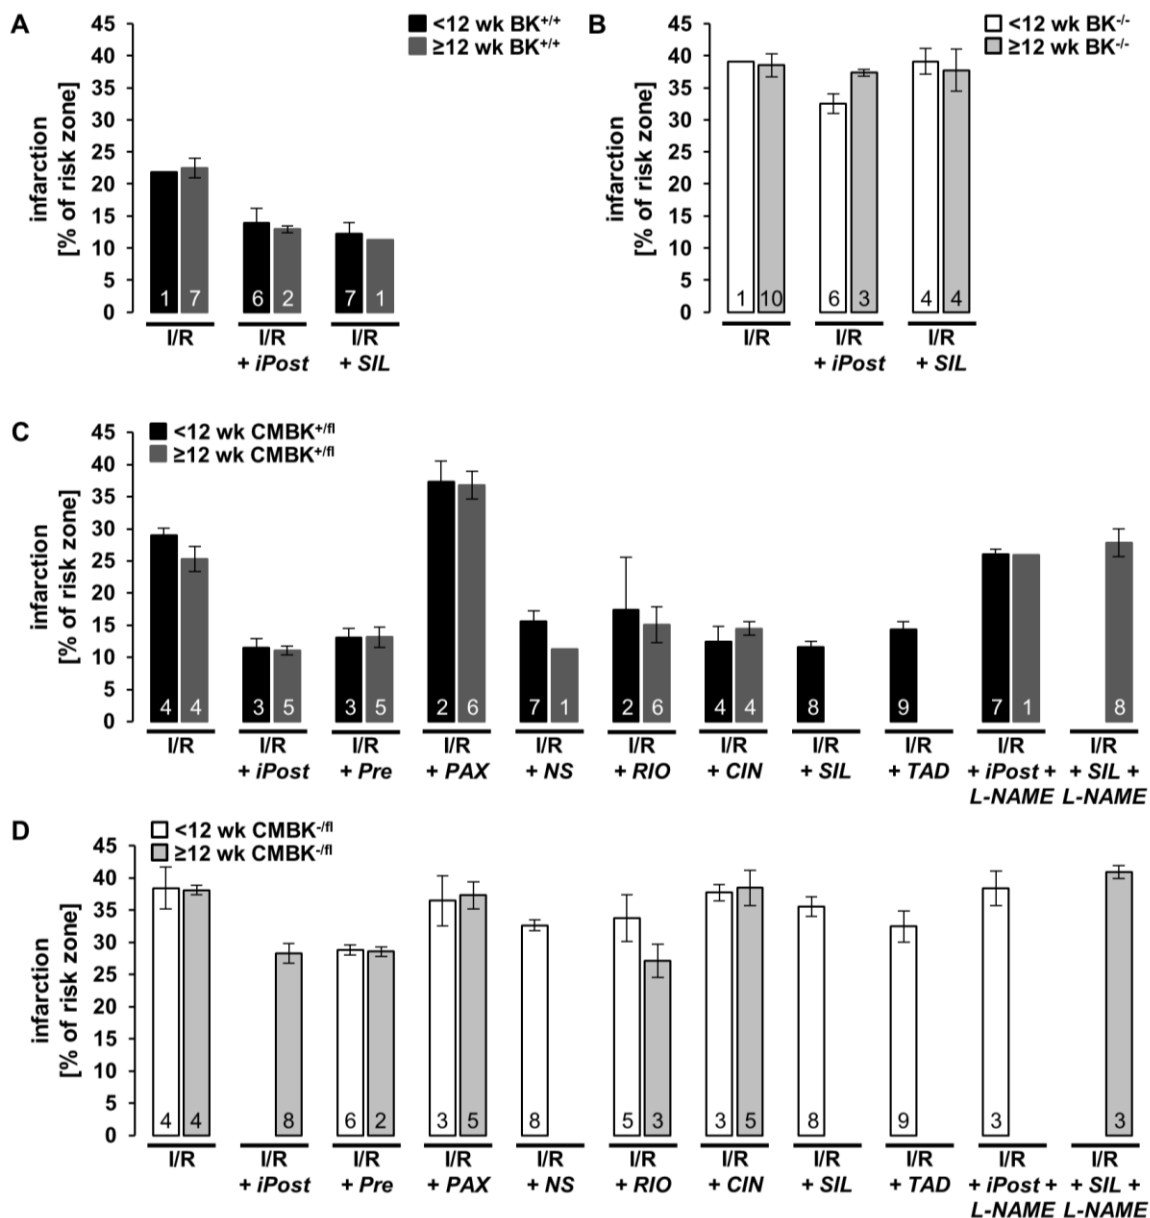 A
<12 wk BK+/+
≥12 wk BK+/+
infarction
[% of risk zone]
45
40
35
30
25
20
15
10
5
0
1 7 6 2 7 1
I/R I/R I/R
+ iPost + SIL
B
<12 wk BK-/-
≥12 wk BK-/-
infarction
[% of risk zone]
45
40
35
30
25
20
15
10
5
0
1 10 6 3 4 4
I/R I/R I/R
+ iPost + SIL
C
<12 wk CMBK+/fl
≥12 wk CMBK+/fl
infarction
[% of risk zone]
45
40
35
30
25
20
15
10
5
0
4 4 3 5 3 5 2 6 7 1 2 6 4 4 8 9 7 1 8
I/R I/R I/R I/R I/R I/R I/R I/R I/R I/R I/R
+ iPost + Pre + PAX + NS + RIO + CIN + SIL + TAD + iPost + + SIL +
L-NAME L-NAME
D
<12 wk CMBK-/fl
≥12 wk CMBK-/fl
infarction
[% of risk zone]
45
40
35
30
25
20
15
10
5
0
4 4 8 6 2 3 5 8 5 3 3 5 8 9 3 3
I/R I/R I/R I/R I/R I/R I/R I/R I/R I/R I/R
+ iPost + Pre + PAX + NS + RIO + CIN + SIL + TAD + iPost + + SIL +
L-NAME L-NAME